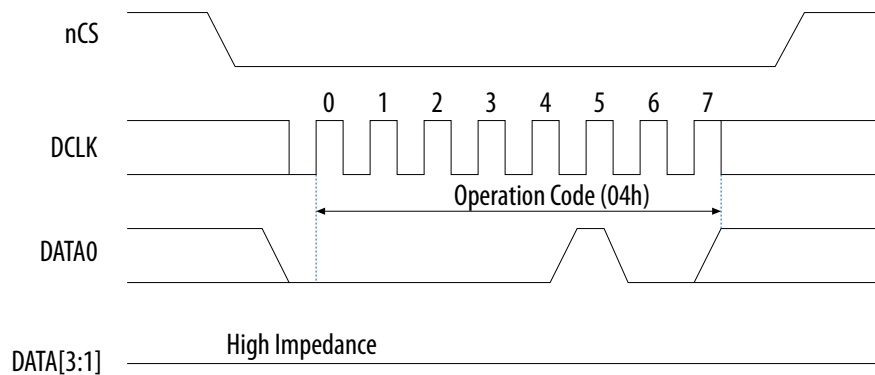 nCS
0 1 2 3 4 5 6 7
DCLK
Operation Code (04h)
DATA0
High Impedance
DATA[3:1]